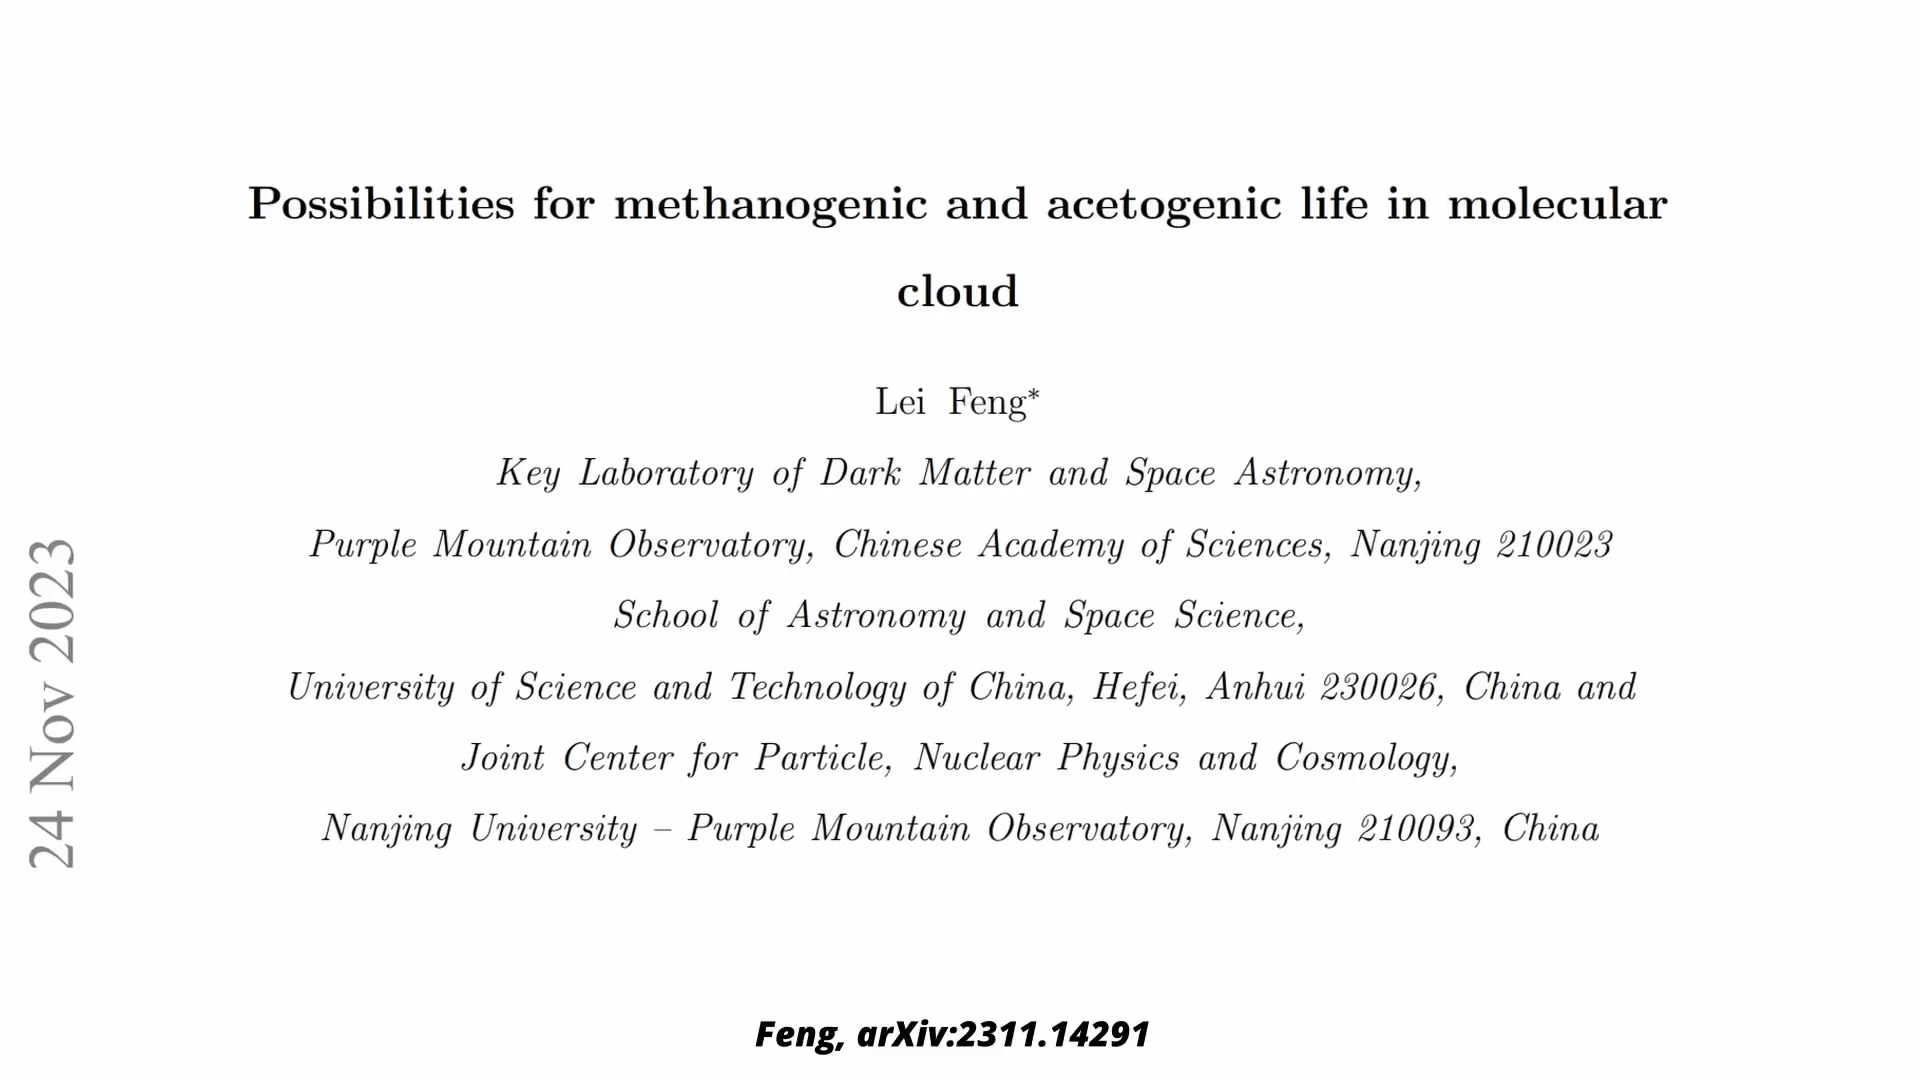 Possibilities for methanogenic and acetogenic life in molecular
cloud
Lei Feng*
Key Laboratory of Dark Matter and Space Astronomy,
Purple Mountain Observatory, Chinese Academy of Sciences, Nanjing 210023
School of Astronomy and Space Science,
University of Science and Technology of China, Hefei, Anhui 230026, China and
Joint Center for Particle, Nuclear Physics and Cosmology,
Nanjing University – Purple Mountain Observatory, Nanjing 210093, China
24 Nov 2023
Feng, arXiv:2311.14291